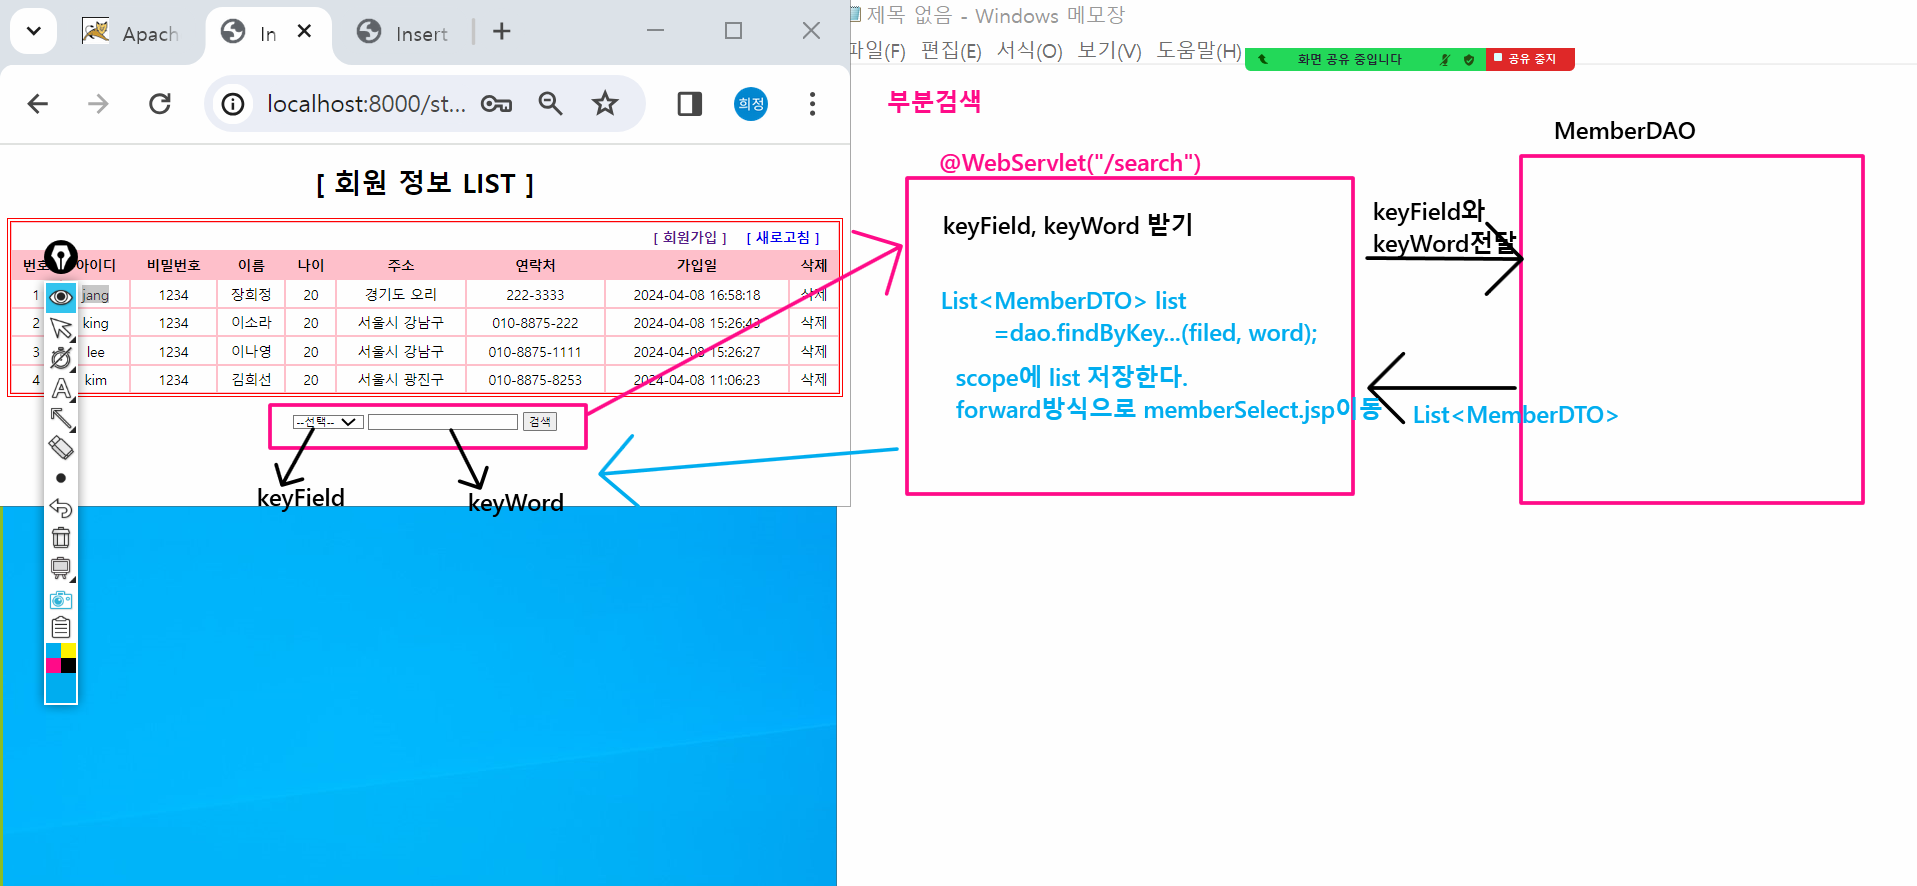 Apach
In
Insert
localhost:8000/st...
희정
[ 회원 정보 LIST ]
[ 회원가입 ] [ 새로고침 ]
번호 아이디 비밀번호 이름 나이 주소 연락처 가입일 삭제
1 jang 1234 장희정 20 경기도 오리 222-3333 2024-04-08 16:58:18 삭제
2 king 1234 이소라 20 서울시 강남구 010-8875-222 2024-04-08 15:26:43 삭제
3 lee 1234 이나영 20 서울시 강남구 010-8875-1111 2024-04-08 15:26:27 삭제
4 kim 1234 김희선 20 서울시 광진구 010-8875-8253 2024-04-08 11:06:23 삭제
--선택-- 검색
keyField
keyWord
제목 없음 - Windows 메모장
파일(F) 편집(E) 서식(O) 보기(V) 도움말(H)
화면 공유 중입니다 공유 중지
부분검색
@WebServlet("/search")
keyField, keyWord 받기
List<MemberDTO> list
=dao.findByKey...(filed, word);
scope에 list 저장한다.
forward방식으로 memberSelect.jsp이동
keyField와
keyWord전달
List<MemberDTO>
MemberDAO